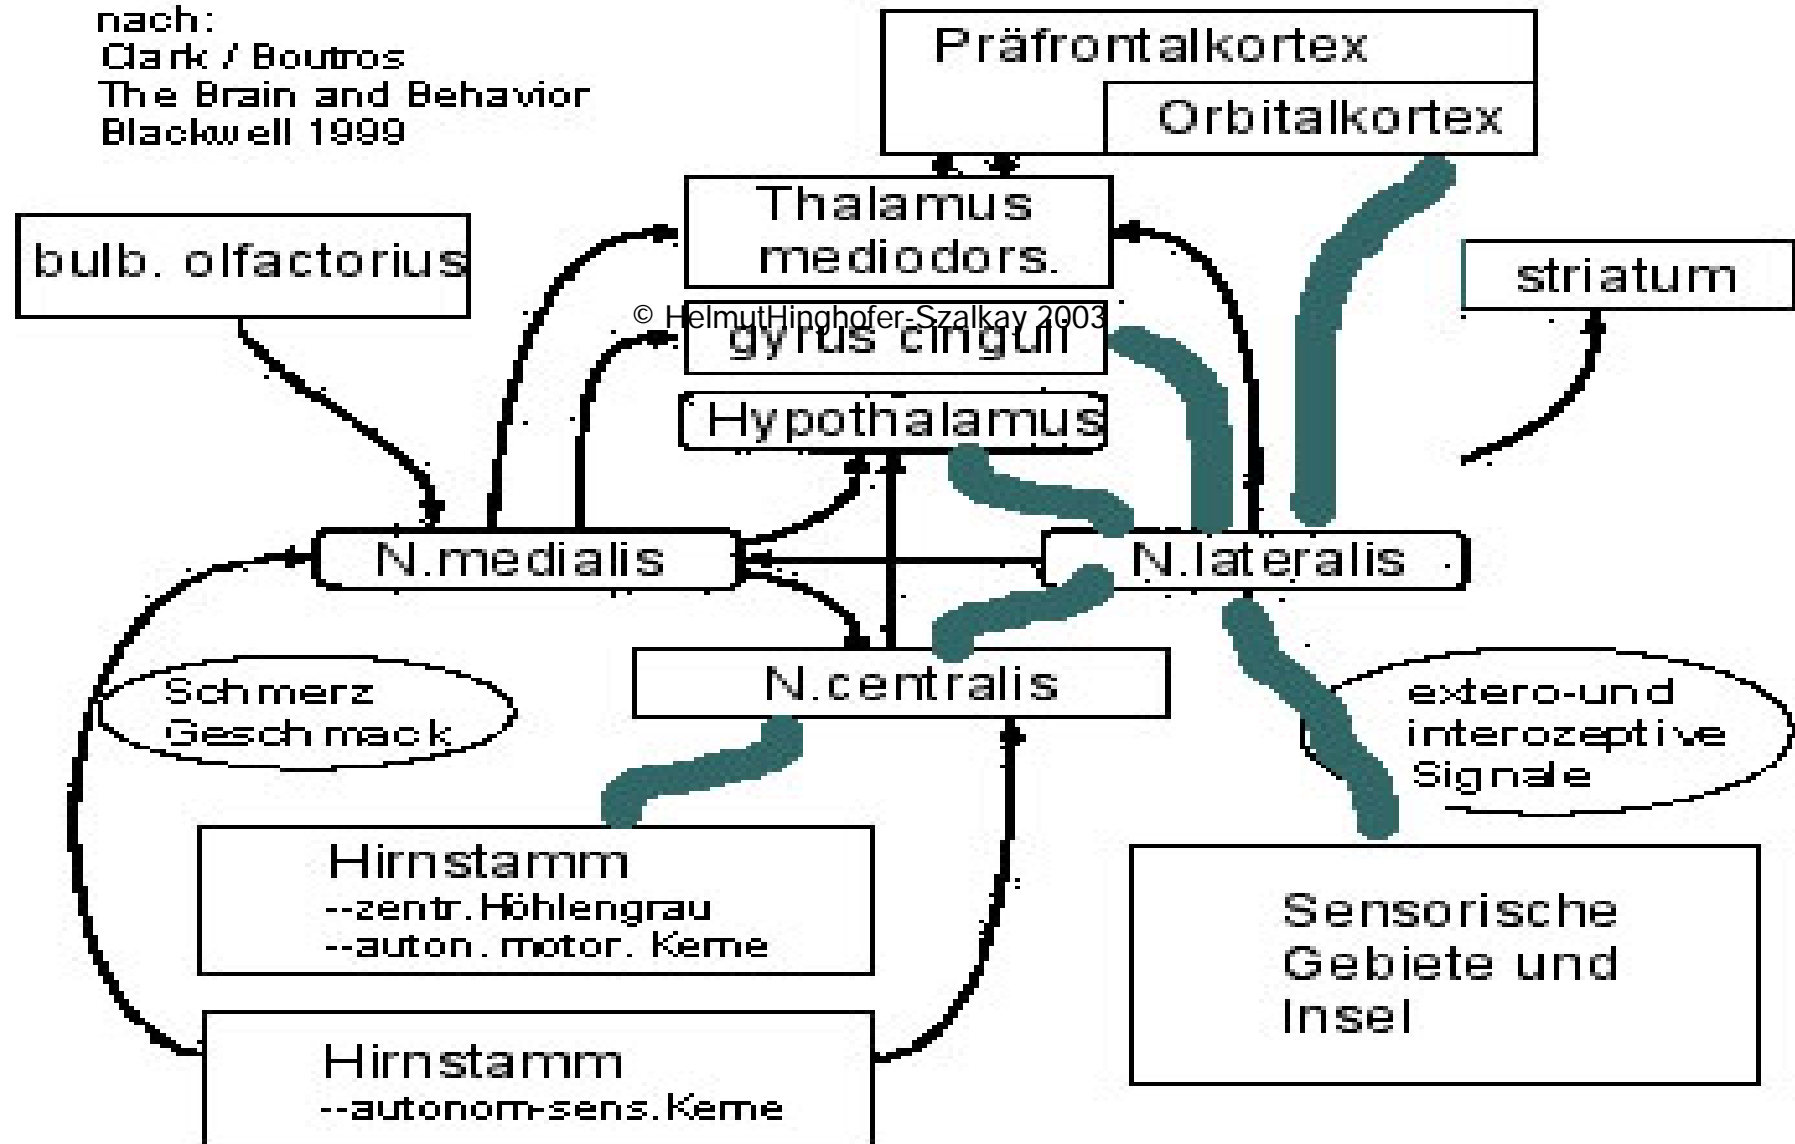 nach:
Clark / Boutros
The Brain and Behavior
Blackwell 1999
Präfrontalkortex
Orbitalkortex
Thalamus
mediodors.
bulb. olfactorius
striatum
© HelmutHinghofer-Szalkay 2003
gyrus cinguli
Hypothalamus
N.medialis
N.lateralis
N.centralis
Schmerz
Geschmack
extero-und
interozeptive
Signale
Hirnstamm
--zentr.Höhlengrau
--auton. motor. Kerne
Sensorische
Gebiete und
Insel
Hirnstamm
--autonom-sens.Kerne